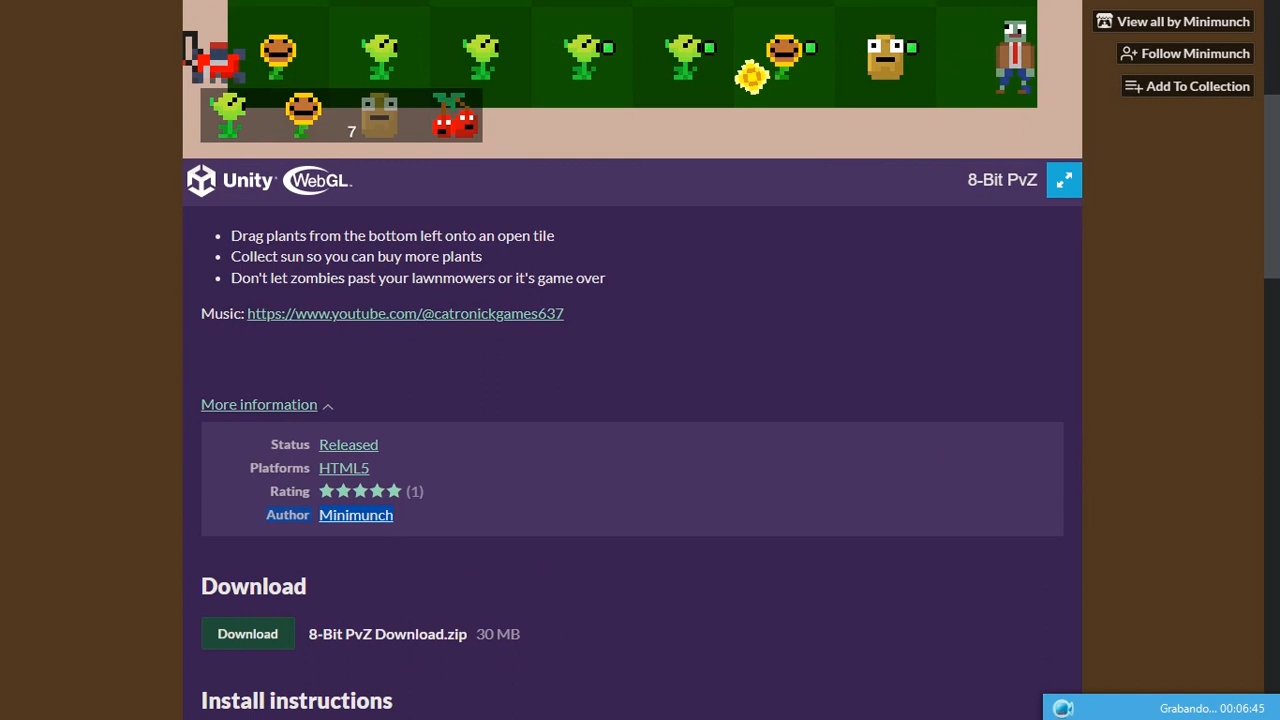 View all by Minimunch
Follow Minimunch
Add To Collection
7
Unity WebGL.
8-Bit PvZ
Drag plants from the bottom left onto an open tile
Collect sun so you can buy more plants
Don't let zombies past your lawnmowers or it's game over
Music: https://www.youtube.com/@catronickgames637
More information
Status Released
Platforms HTML5
Rating (1)
Author Minimunch
Download
Download 8-Bit PvZ Download.zip 30 MB
Install instructions
Grabando... 00:06:45